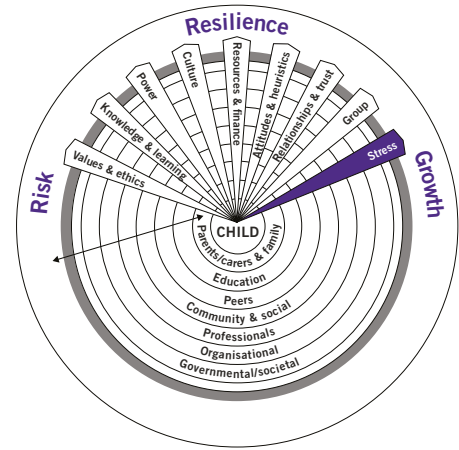 Resilience
Risk
Growth
Values & ethics
Knowledge & learning
Power
Culture
Resources & finance
Attitudes & heuristics
Relationships & trust
Group
Stress
CHILD
Parents/carers & family
Education
Peers
Community & social
Professionals
Organisational
Governmental/societal